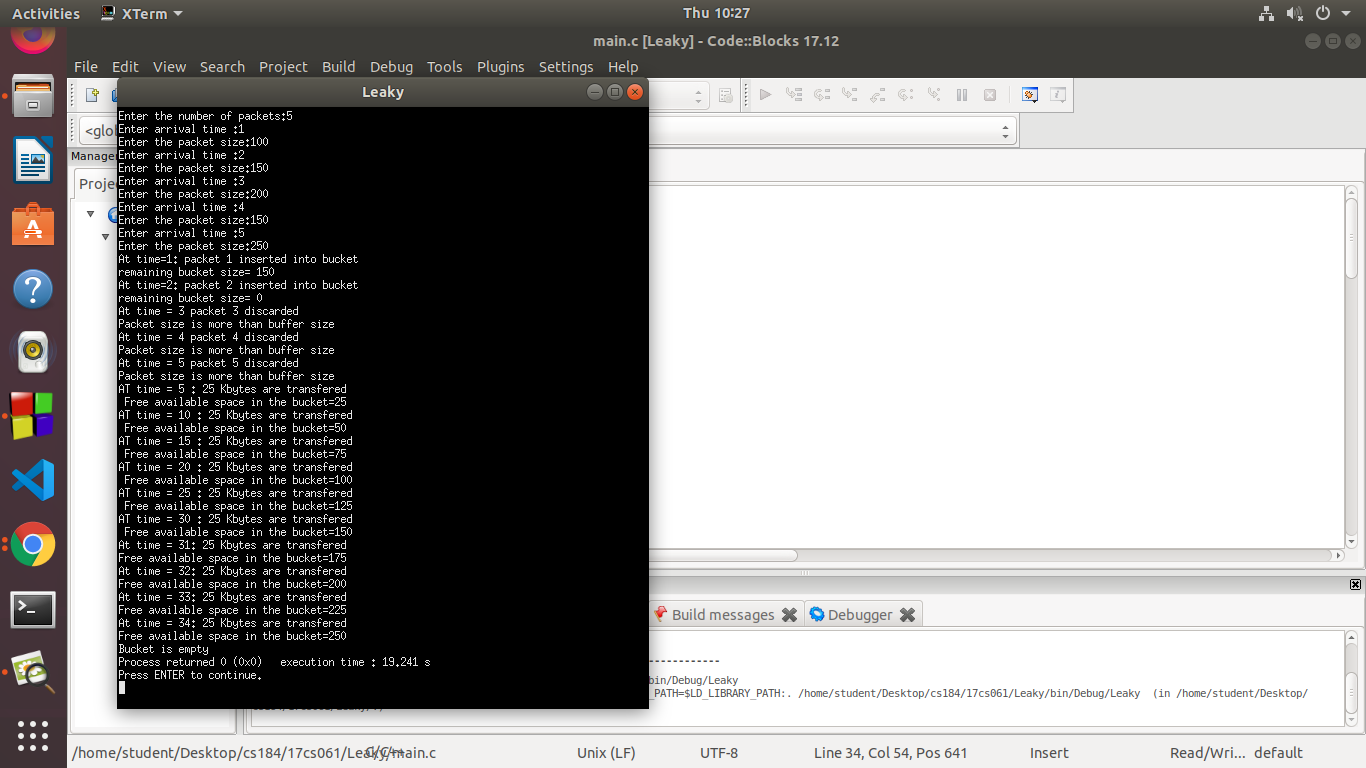 Activities XTerm Thu 10:27
main.c [Leaky] - Code::Blocks 17.12
File Edit View Search Project Build Debug Tools Plugins Settings Help
Leaky
<glob
Manage
Proje
Enter the number of packets:5
Enter arrival time :1
Enter the packet size:100
Enter arrival time :2
Enter the packet size:150
Enter arrival time :3
Enter the packet size:200
Enter arrival time :4
Enter the packet size:150
Enter arrival time :5
Enter the packet size:250
At time=1: packet 1 inserted into bucket
remaining bucket size= 150
At time=2: packet 2 inserted into bucket
remaining bucket size= 0
At time = 3 packet 3 discarded
Packet size is more than buffer size
At time = 4 packet 4 discarded
Packet size is more than buffer size
At time = 5 packet 5 discarded
Packet size is more than buffer size
AT time = 5 : 25 Kbytes are transfered
Free available space in the bucket=25
AT time = 10 : 25 Kbytes are transfered
Free available space in the bucket=50
AT time = 15 : 25 Kbytes are transfered
Free available space in the bucket=75
AT time = 20 : 25 Kbytes are transfered
Free available space in the bucket=100
AT time = 25 : 25 Kbytes are transfered
Free available space in the bucket=125
AT time = 30 : 25 Kbytes are transfered
Free available space in the bucket=150
At time = 31: 25 Kbytes are transfered
Free available space in the bucket=175
At time = 32: 25 Kbytes are transfered
Free available space in the bucket=200
At time = 33: 25 Kbytes are transfered
Free available space in the bucket=225
At time = 34: 25 Kbytes are transfered
Free available space in the bucket=250
Bucket is empty
Process returned 0 (0x0) execution time : 19.241 s
Press ENTER to continue.
Build messages Debugger
------------
bin/Debug/Leaky
_PATH=$LD_LIBRARY_PATH:. /home/student/Desktop/cs184/17cs061/Leaky/bin/Debug/Leaky (in /home/student/Desktop/
/home/student/Desktop/cs184/17cs061/Leaky/main.c C/C++ Unix (LF) UTF-8 Line 34, Col 54, Pos 641 Insert Read/Wri... default